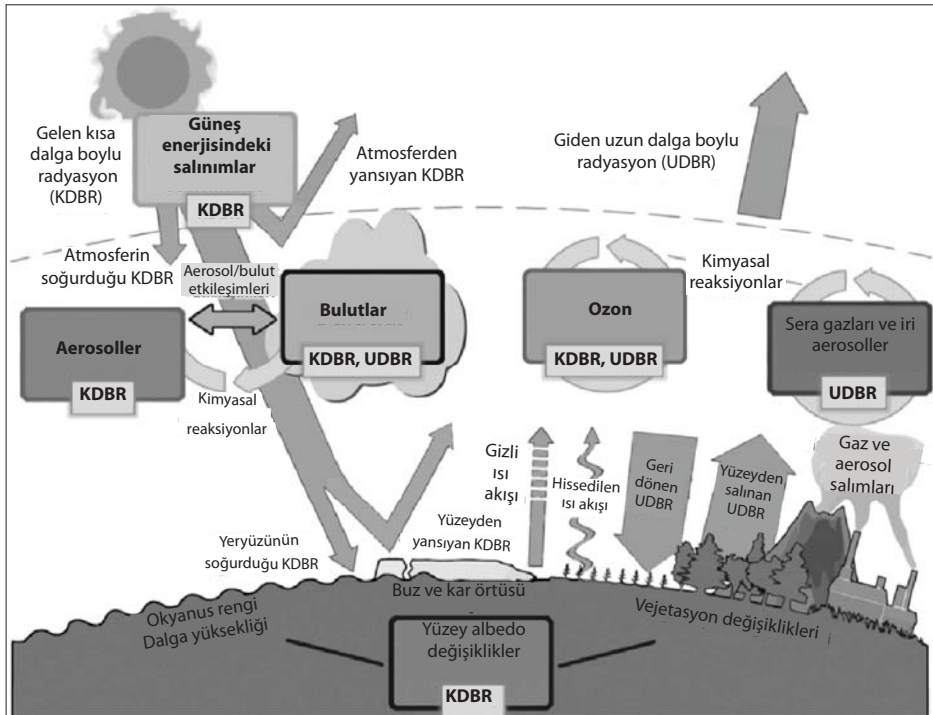 Gelen kısa
dalga boylu
radyasyon
(KDBR)
Güneş
enerjisindeki
salınımlar
KDBR
Atmosferden
yansıyan KDBR
Giden uzun dalga boylu
radyasyon (UDBR)
Atmosferin
soğurduğu KDBR
Aerosol/bulut
etkileşimleri
Bulutlar
KDBR, UDBR
Ozon
KDBR, UDBR
Kimyasal
reaksiyonlar
Sera gazları ve iri
aerosoller
UDBR
Aerosoller
KDBR
Kimyasal
reaksiyonlar
Gizli
ısı
akışı
Hissedilen
ısı akışı
Geri
dönen
UDBR
Yüzeyden
salınan
UDBR
Gaz ve
aerosol
salımları
Yeryüzünün
soğurduğu KDBR
Yüzeyden
yansıyan KDBR
Okyanus rengi
Dalga yüksekliği
Buz ve kar örtüsü
-
Yüzey albedo
değişiklikler
KDBR
Vejetasyon değişiklikleri